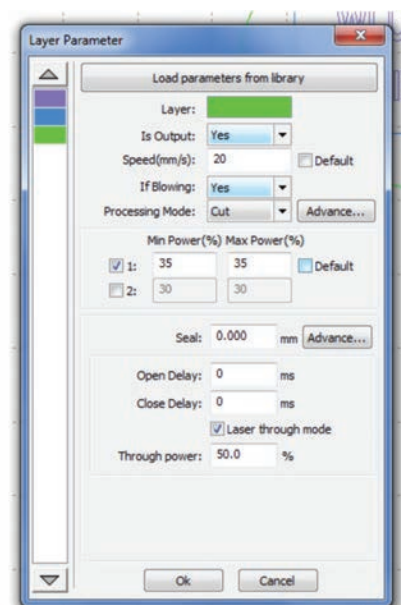 Layer Parameter
Load parameters from library
Layer:
Is Output: Yes
Speed(mm/s): 20 Default
If Blowing: Yes
Processing Mode: Cut Advance...
Min Power(%) Max Power(%)
1: 35 35 Default
2: 30 30
Seal: 0.000 mm Advance...
Open Delay: 0 ms
Close Delay: 0 ms
Laser through mode
Through power: 50.0 %
Ok Cancel